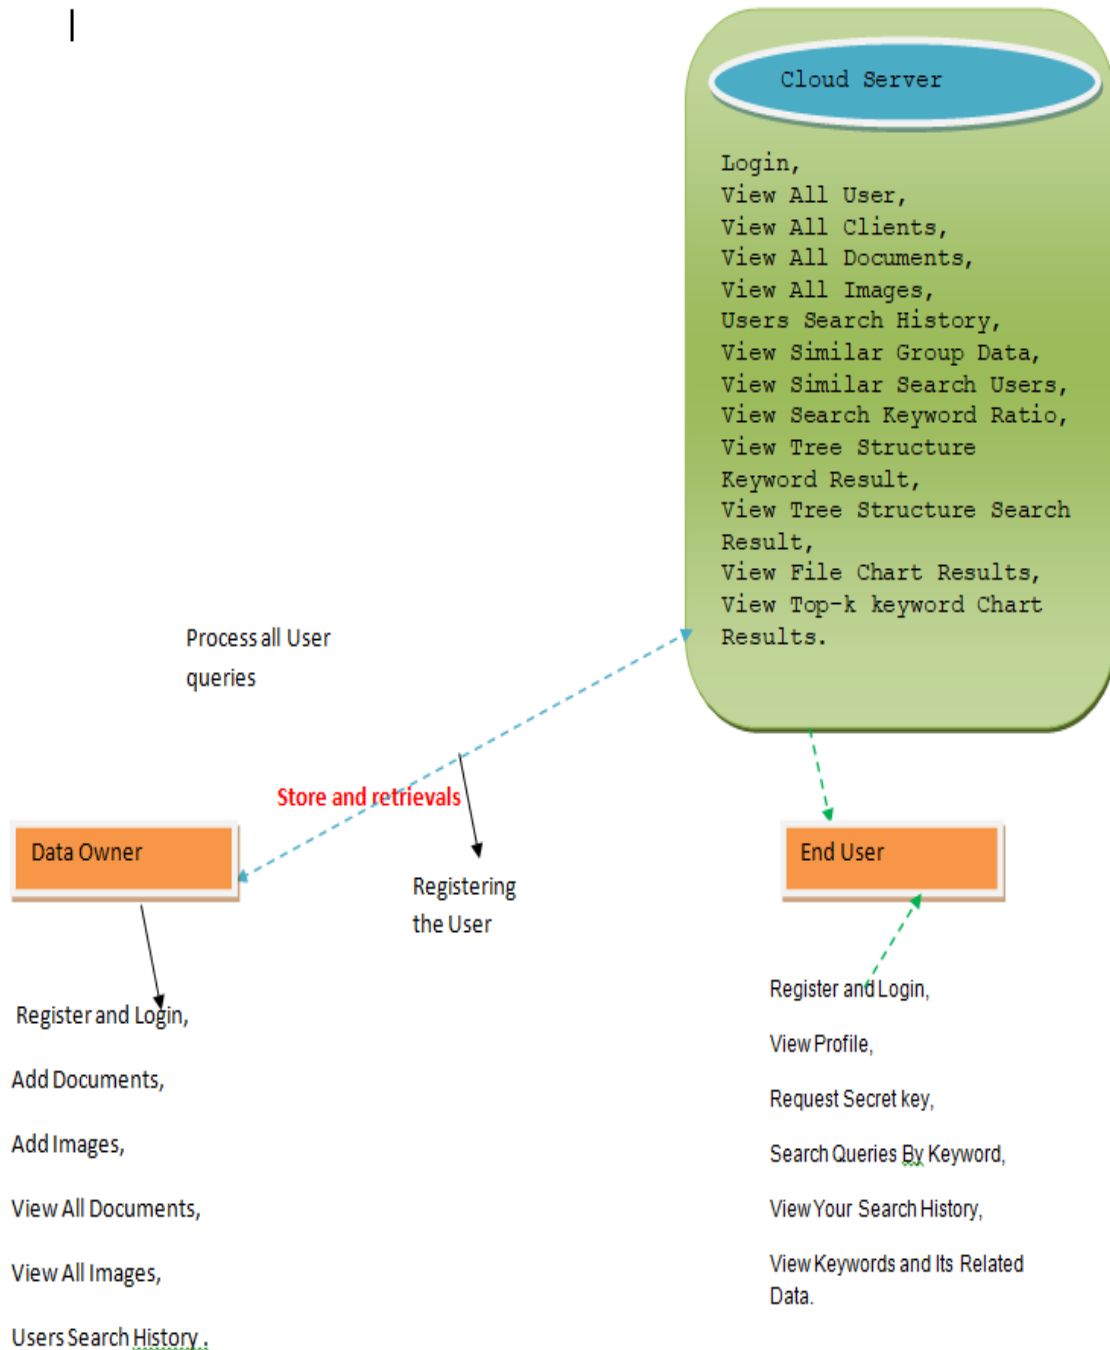 Cloud Server
Login,
View All User,
View All Clients,
View All Documents,
View All Images,
Users Search History,
View Similar Group Data,
View Similar Search Users,
View Search Keyword Ratio,
View Tree Structure
Keyword Result,
View Tree Structure Search
Result,
View File Chart Results,
View Top-k keyword Chart
Results.
Process all User
queries
Store and retrievals
Data Owner
Registering
the User
End User
Register and Login,
Add Documents,
Add Images,
View All Documents,
View All Images,
Users Search History .
Register and Login,
View Profile,
Request Secret key,
Search Queries By Keyword,
View Your Search History,
View Keywords and Its Related
Data.